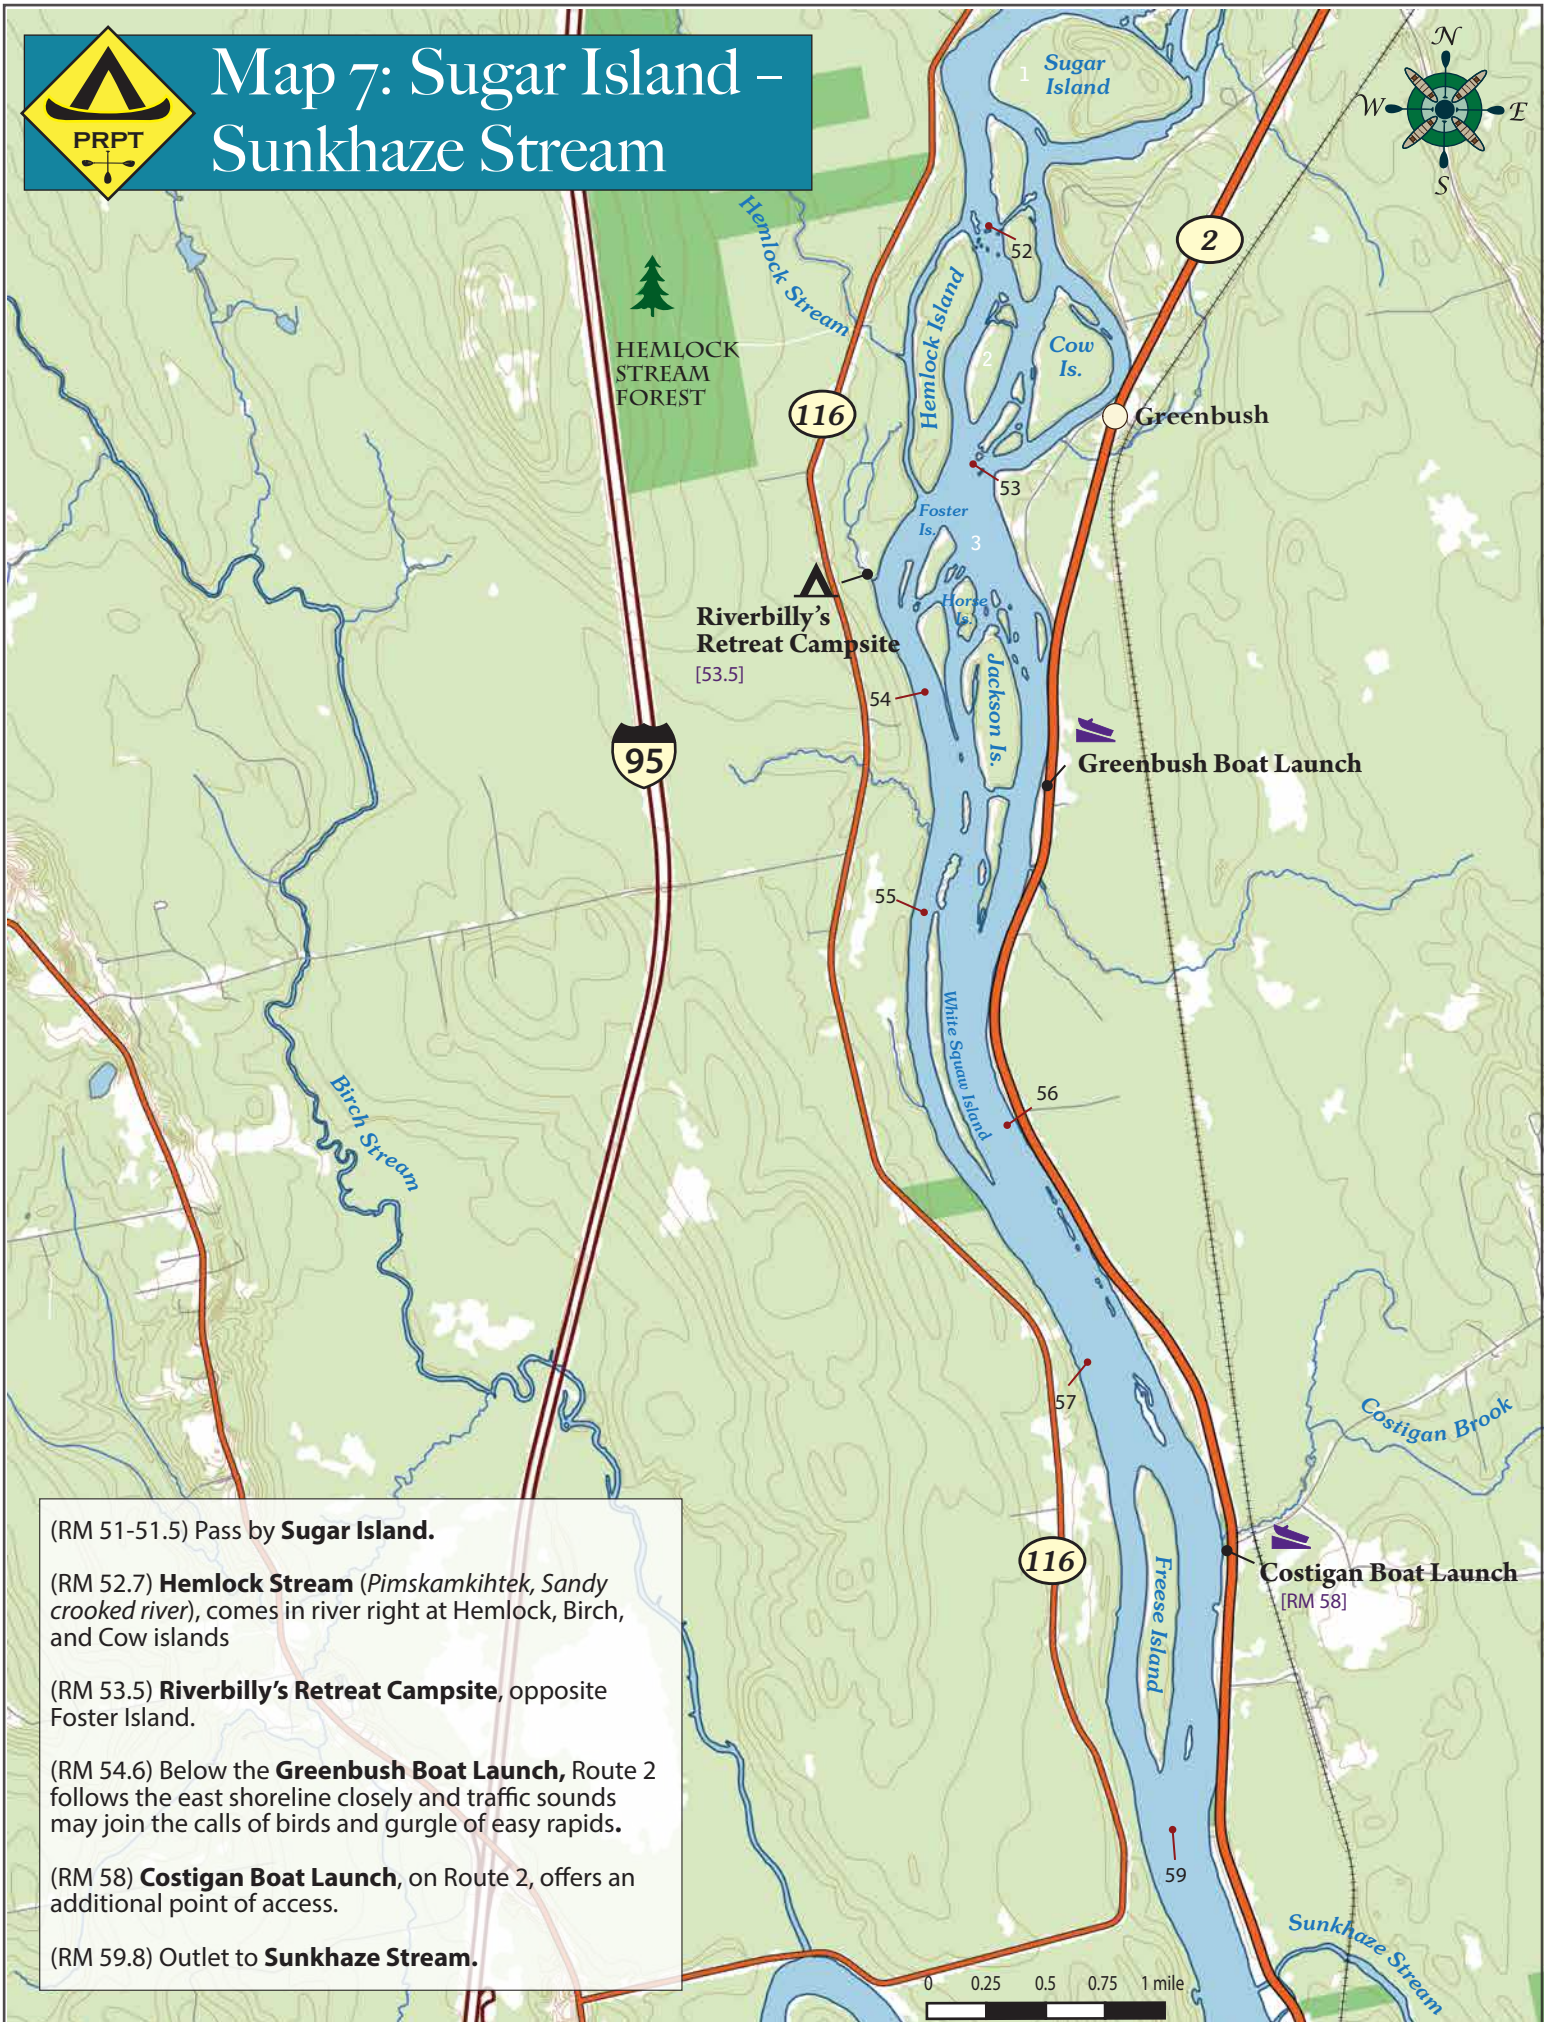 PRPT
Map 7: Sugar Island –
Sunkhaze Stream
N
W
E
S
1
Sugar
Island
Hemlock Stream
52
2
HEMLOCK
STREAM
FOREST
Hemlock Island
2
Cow
Is.
116
Greenbush
53
Foster
Is.
3
Horse
Is.
Riverbilly's
Retreat Campsite
[53.5]
54
Jackson Is.
95
Greenbush Boat Launch
55
White Squaw Island
56
Birch Stream
57
Costigan Brook
116
Freese Island
Costigan Boat Launch
[RM 58]
59
Sunkhaze Stream
(RM 51-51.5) Pass by Sugar Island.
(RM 52.7) Hemlock Stream (Pimskamkihtek, Sandy
crooked river), comes in river right at Hemlock, Birch,
and Cow islands
(RM 53.5) Riverbilly's Retreat Campsite, opposite
Foster Island.
(RM 54.6) Below the Greenbush Boat Launch, Route 2
follows the east shoreline closely and traffic sounds
may join the calls of birds and gurgle of easy rapids.
(RM 58) Costigan Boat Launch, on Route 2, offers an
additional point of access.
(RM 59.8) Outlet to Sunkhaze Stream.
0 0.25 0.5 0.75 1 mile